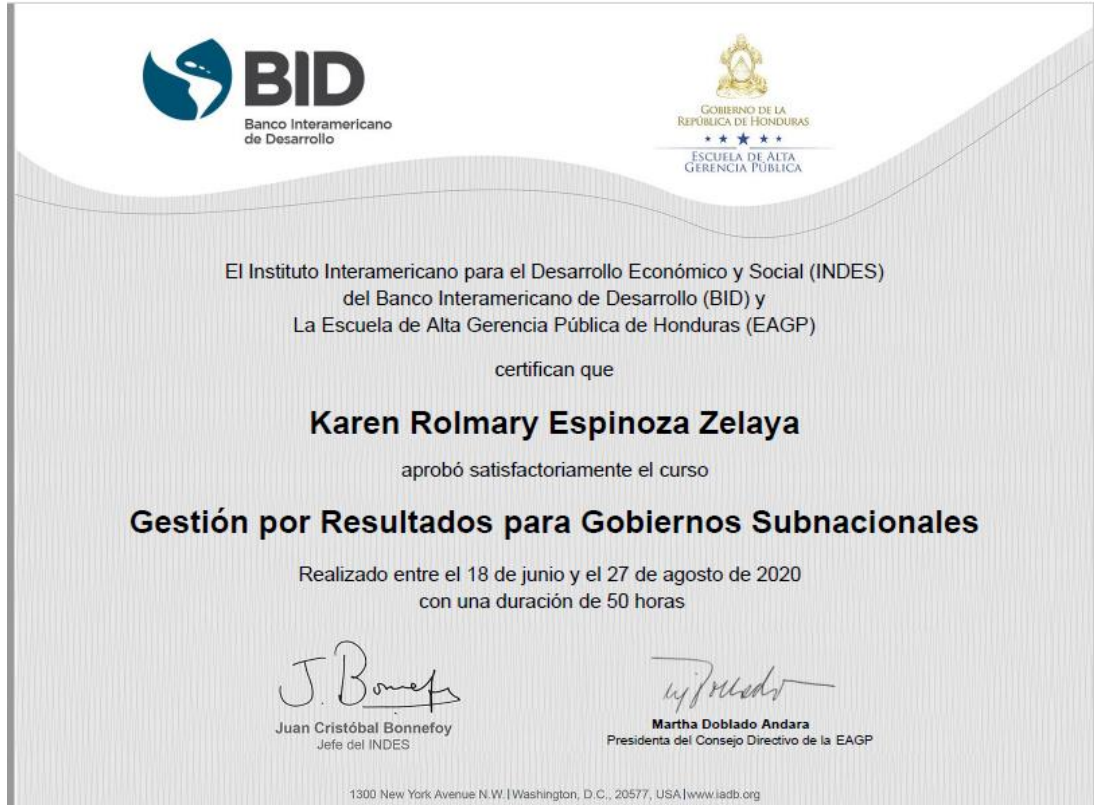 BID
Banco Interamericano
de Desarrollo
GOBIERNO DE LA
REPÚBLICA DE HONDURAS
ESCUELA DE ALTA
GERENCIA PÚBLICA
El Instituto Interamericano para el Desarrollo Económico y Social (INDES)
del Banco Interamericano de Desarrollo (BID) y
La Escuela de Alta Gerencia Pública de Honduras (EAGP)
certifican que
Karen Rolmary Espinoza Zelaya
aprobó satisfactoriamente el curso
Gestión por Resultados para Gobiernos Subnacionales
Realizado entre el 18 de junio y el 27 de agosto de 2020
con una duración de 50 horas
J. Bonnefoy
Juan Cristóbal Bonnefoy
Jefe del INDES
Martha Doblado Andara
Presidenta del Consejo Directivo de la EAGP
1300 New York Avenue N.W.|Washington, D.C., 20577, USA|www.iadb.org